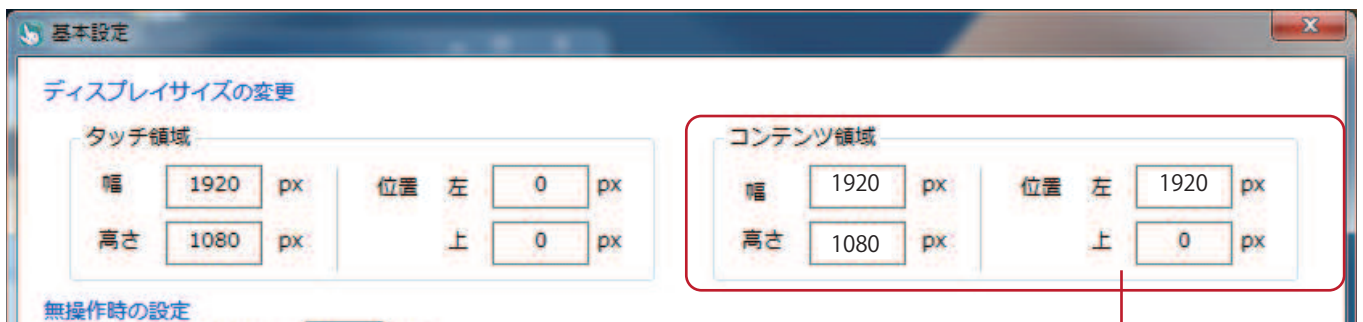 基本設定
ディスプレイサイズの変更
タッチ領域
幅 1920 px 位置 左 0 px
高さ 1080 px 上 0 px
コンテンツ領域
幅 1920 px 位置 左 1920 px
高さ 1080 px 上 0 px
無操作時の設定